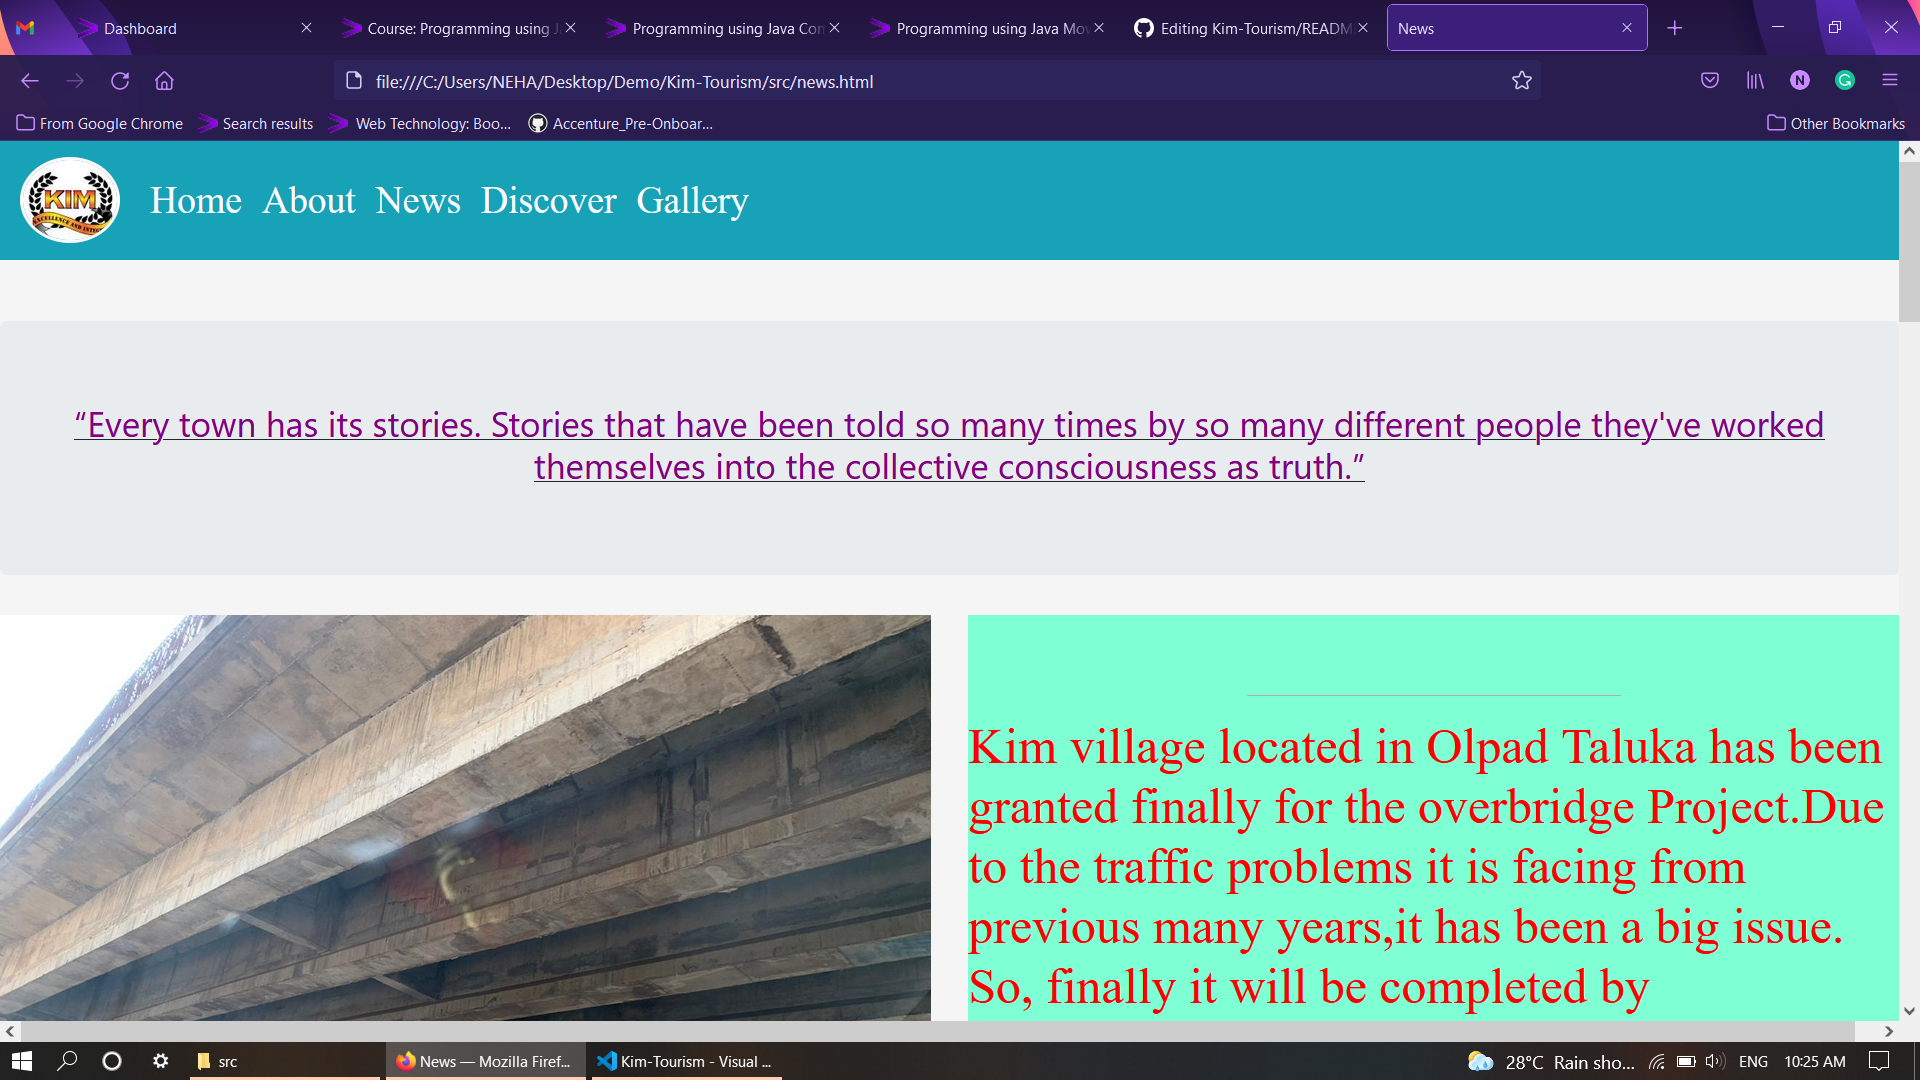 Dashboard
Course: Programming using J
Programming using Java Con
Programming using Java Mov
Editing Kim-Tourism/READM
News
file:///C:/Users/NEHA/Desktop/Demo/Kim-Tourism/src/news.html
N
G
From Google Chrome
Search results
Web Technology: Boo...
Accenture_Pre-Onboar...
Other Bookmarks
KIM
EXCELLENCE AND INTEG
Home About News Discover Gallery
“Every town has its stories. Stories that have been told so many times by so many different people they've worked
themselves into the collective consciousness as truth.”
Kim village located in Olpad Taluka has been
granted finally for the overbridge Project.Due
to the traffic problems it is facing from
previous many years,it has been a big issue.
So, finally it will be completed by
src
News — Mozilla Firef...
Kim-Tourism - Visual ...
28°C Rain sho...
ENG
10:25 AM